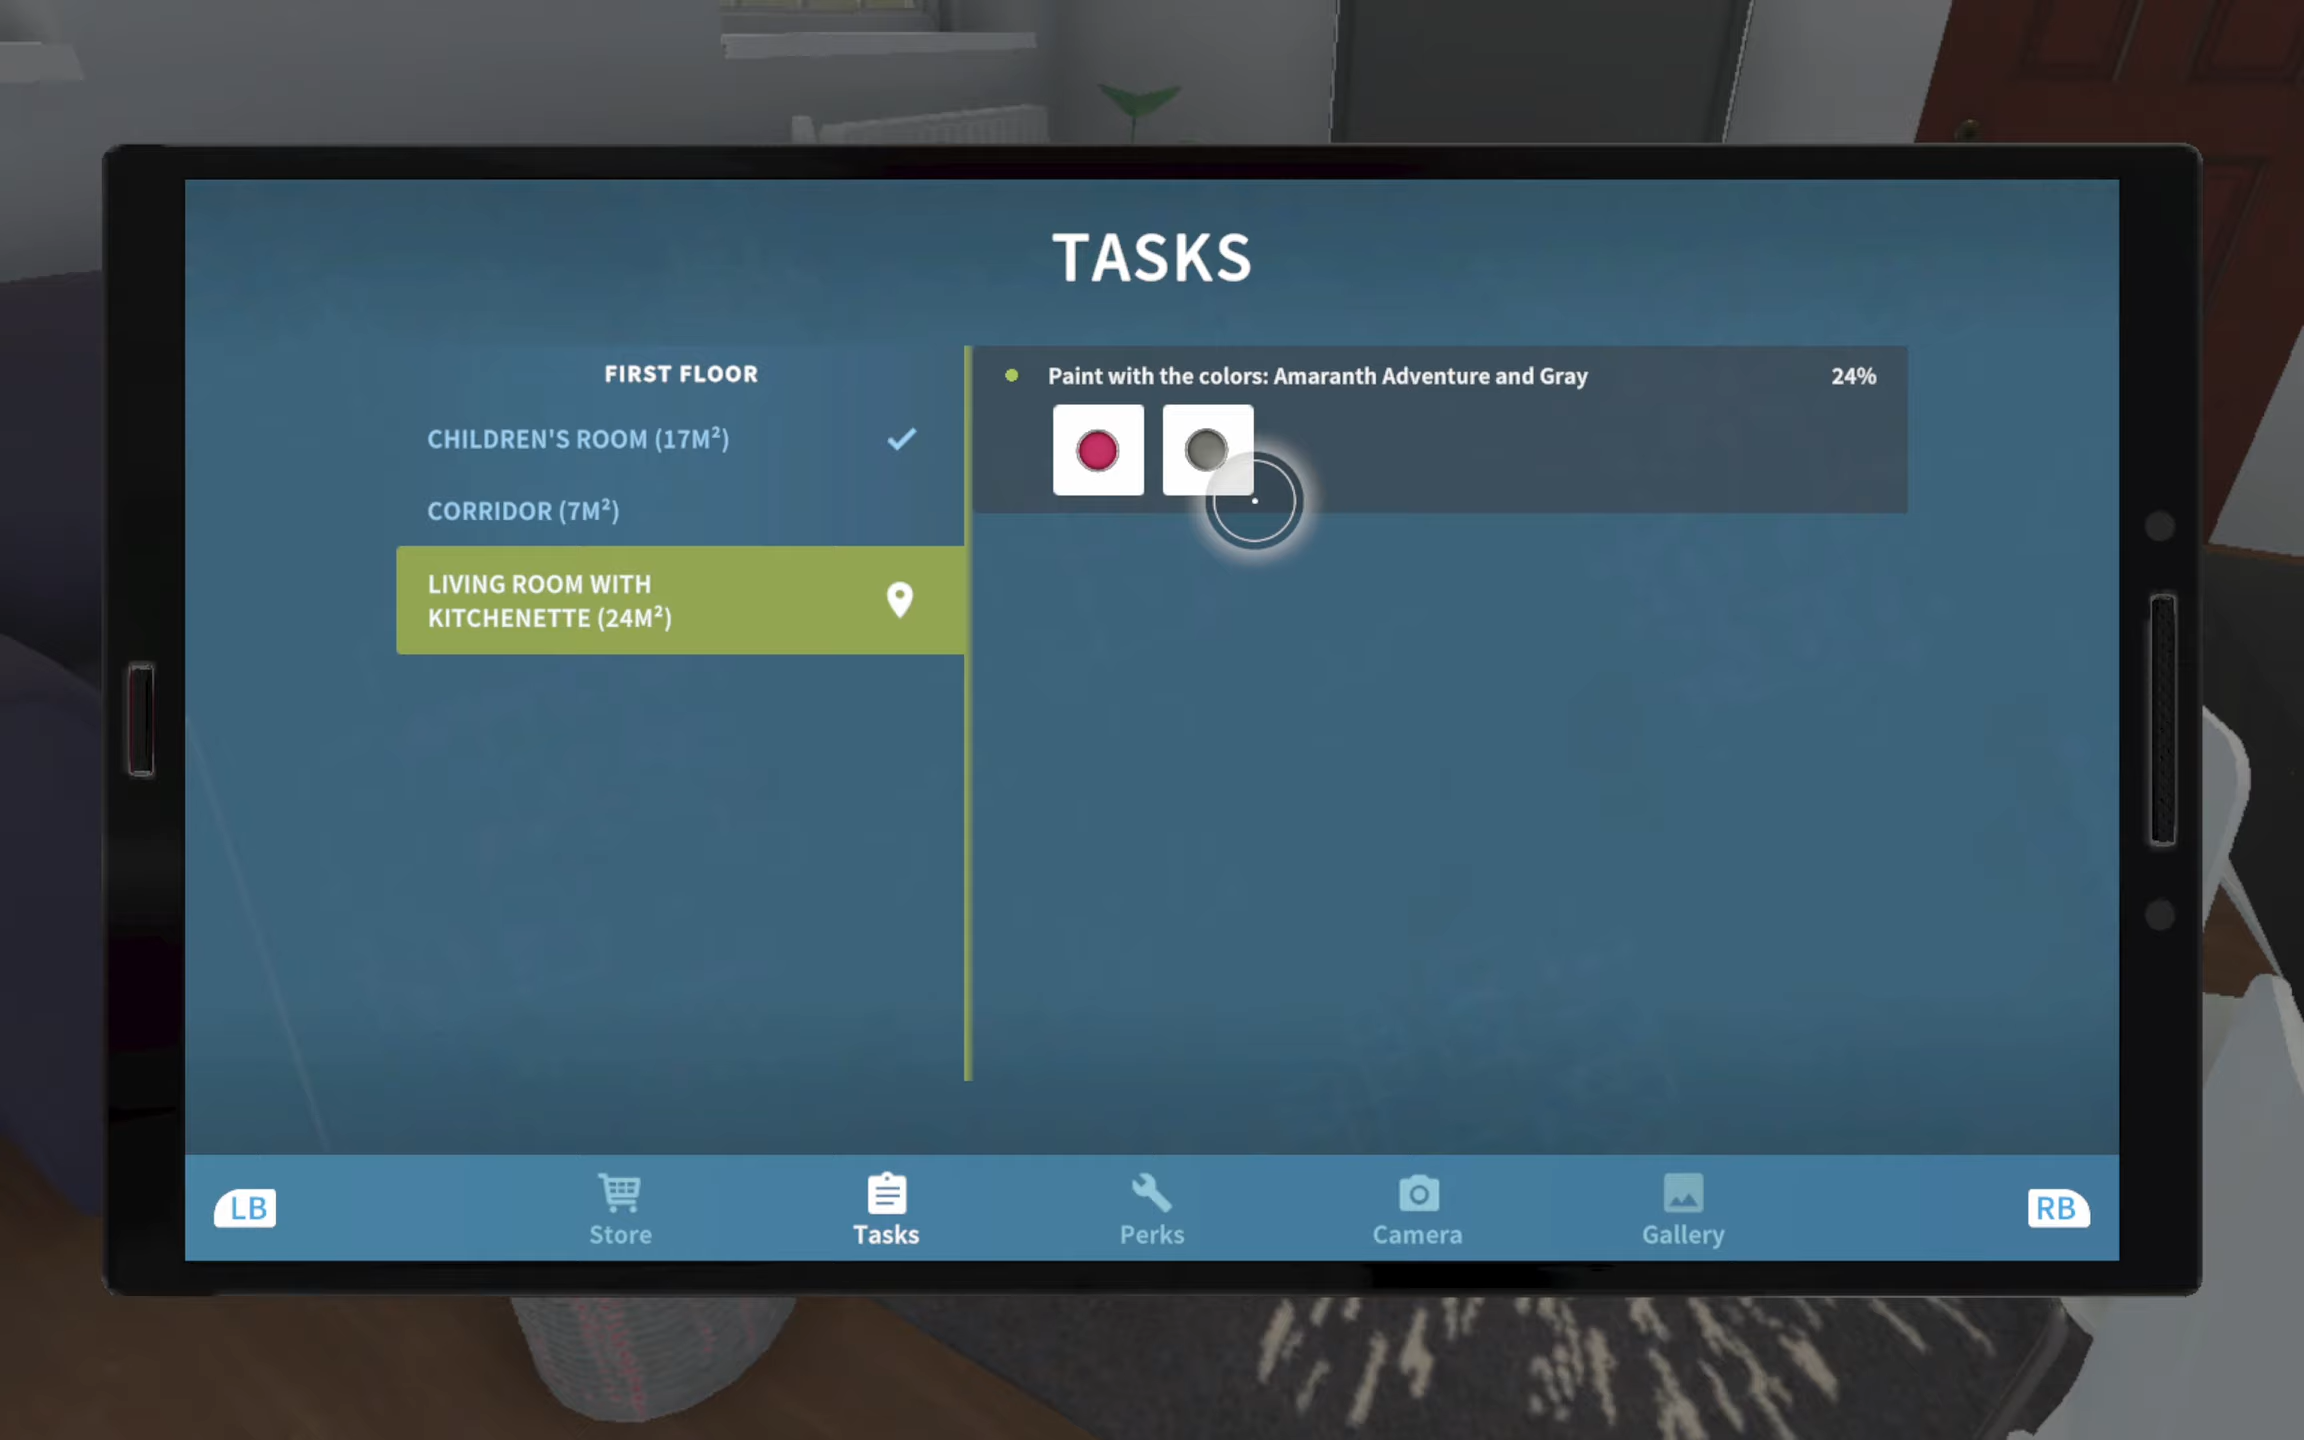 TASKS
FIRST FLOOR
CHILDREN'S ROOM (17M²)
CORRIDOR (7M²)
LIVING ROOM WITH
KITCHENETTE (24M²)
Paint with the colors: Amaranth Adventure and Gray
24%
LB
Store
Tasks
Perks
Camera
Gallery
RB